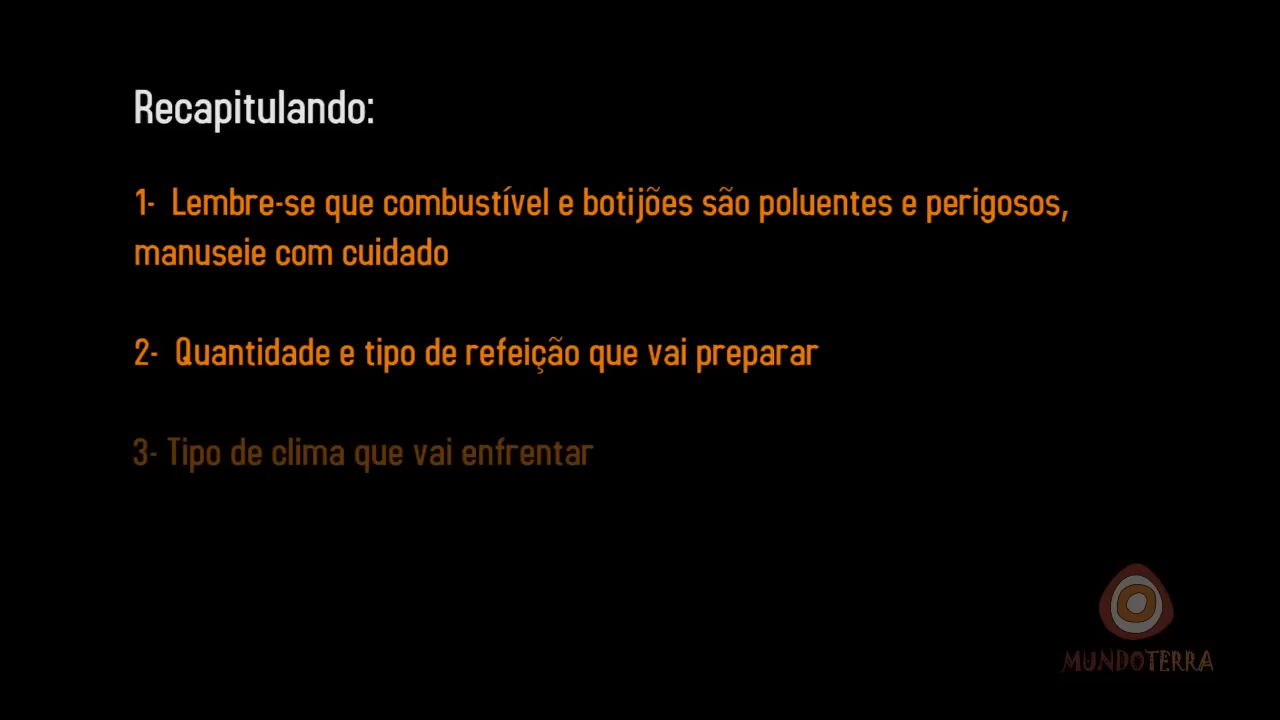 Recapitulando:
1- Lembre-se que combustível e botijões são poluentes e perigosos,
manuseie com cuidado
2- Quantidade e tipo de refeição que vai preparar
3- Tipo de clima que vai enfrentar
MUNDOTERRA